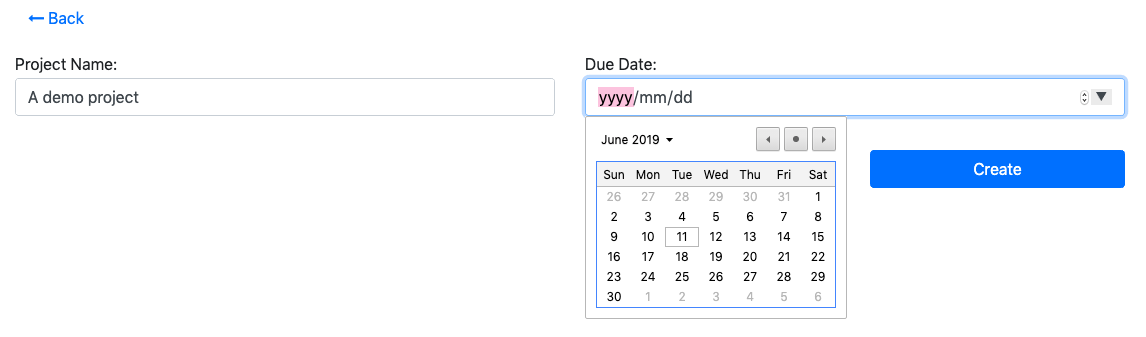 Back
Project Name:
Due Date:
A demo project
yyyy/mm/dd
June 2019
Sun Mon Tue Wed Thu Fri Sat
26 27 28 29 30 31 1
2 3 4 5 6 7 8
9 10 11 12 13 14 15
16 17 18 19 20 21 22
23 24 25 26 27 28 29
30 1 2 3 4 5 6
Create